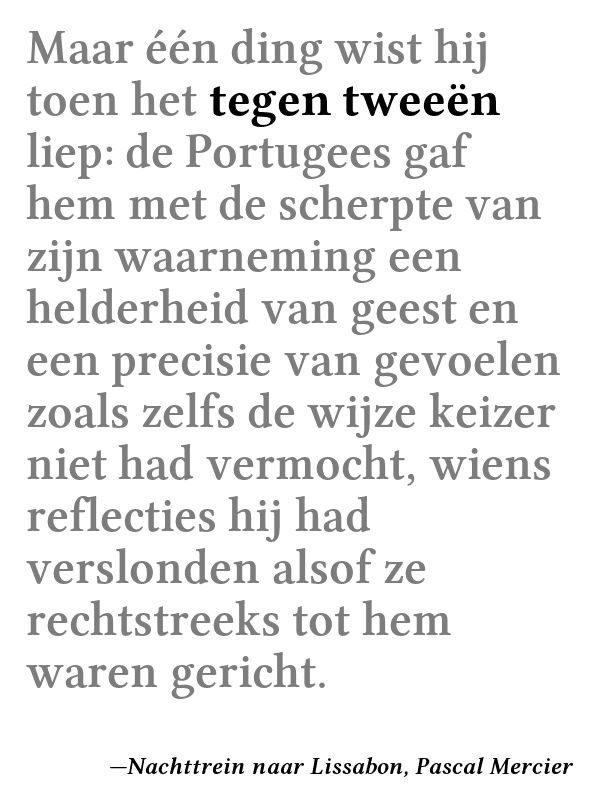 Maar één ding wist hij
toen het tegen tweeën
liep: de Portugees gaf
hem met de scherpte van
zijn waarneming een
helderheid van geest en
een precisie van gevoelen
zoals zelfs de wijze keizer
niet had vermocht, wiens
reflecties hij had
verslonden alsof ze
rechtstreeks tot hem
waren gericht.
—Nachttrein naar Lissabon, Pascal Mercier